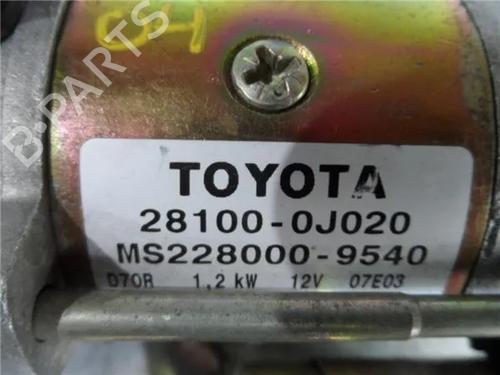 B-PARTS
TOYOTA
28100-0J020
MS228000-9540
D70R 1,2 kW 12V 07E03